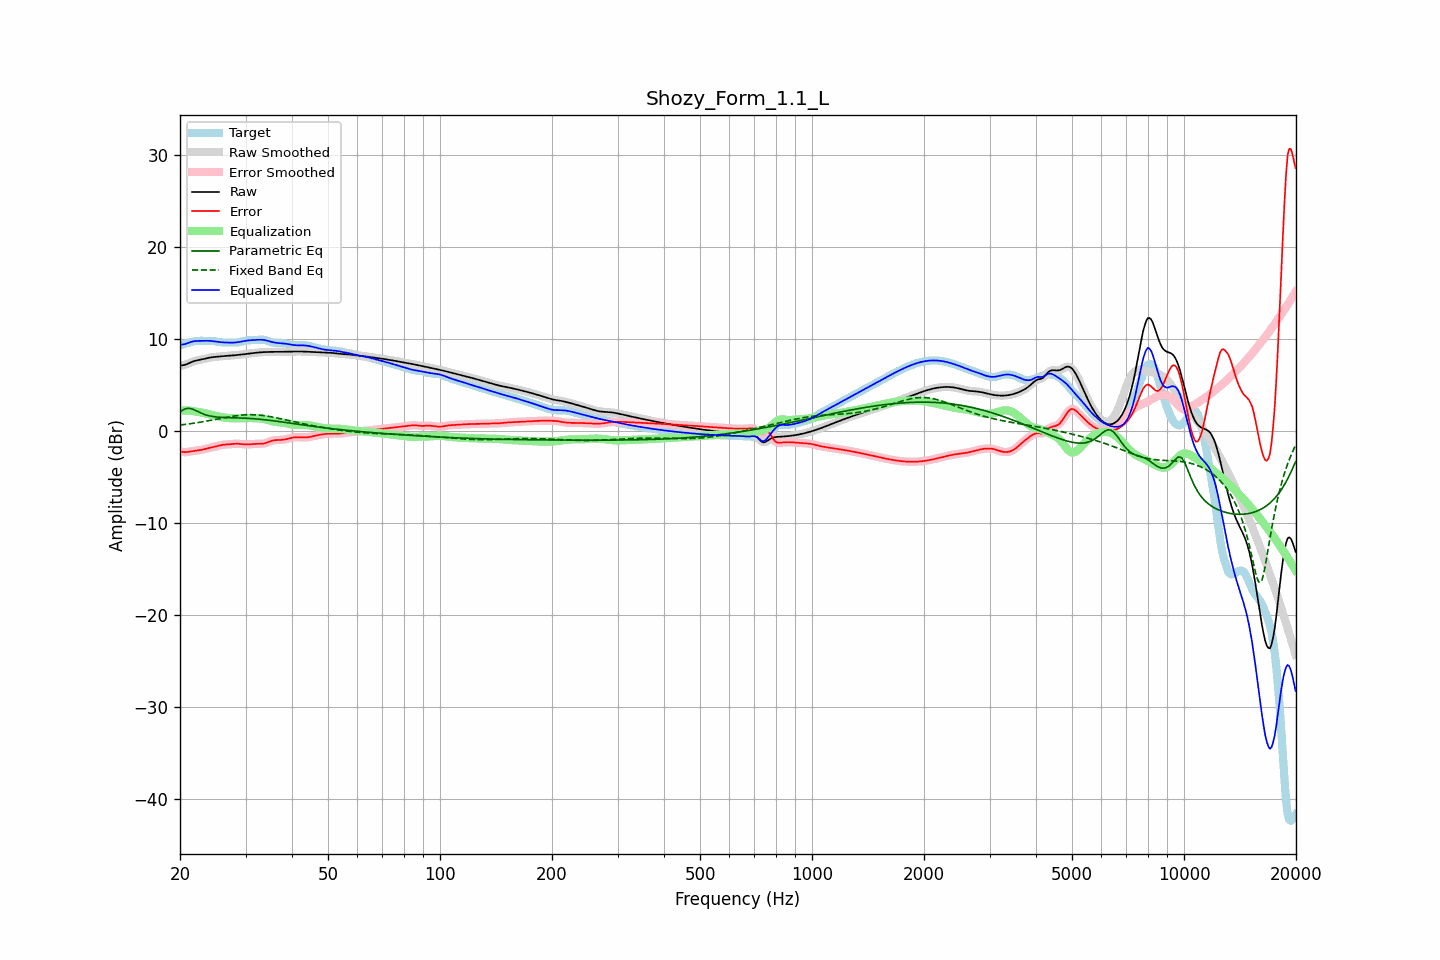 Shozy_Form_1.1_L
Target
Raw Smoothed
Error Smoothed
Raw
Error
Equalization
Parametric Eq
Fixed Band Eq
Equalized
Amplitude (dBr)
30
20
10
0
−10
−20
−30
−40
20 50 100 200 500 1000 2000 5000 10000 20000
Frequency (Hz)